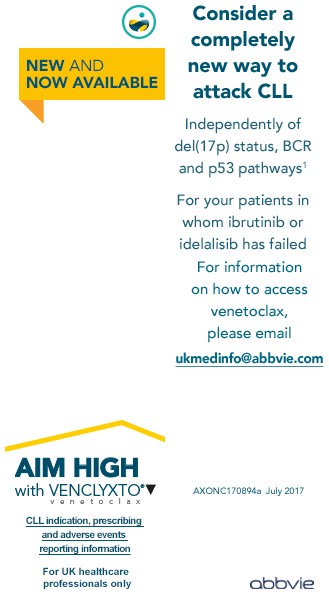 NEW AND
NOW AVAILABLE
Consider a
completely
new way to
attack CLL
Independently of
del(17p) status, BCR
and p53 pathways¹
For your patients in
whom ibrutinib or
idelalisib has failed
For information
on how to access
venetoclax,
please email
ukmedinfo@abbvie.com
AIM HIGH
with VENCLYXTO®▼
venetoclax
CLL indication, prescribing
and adverse events
reporting information
For UK healthcare
professionals only
AXONC170894a July 2017
abbvie